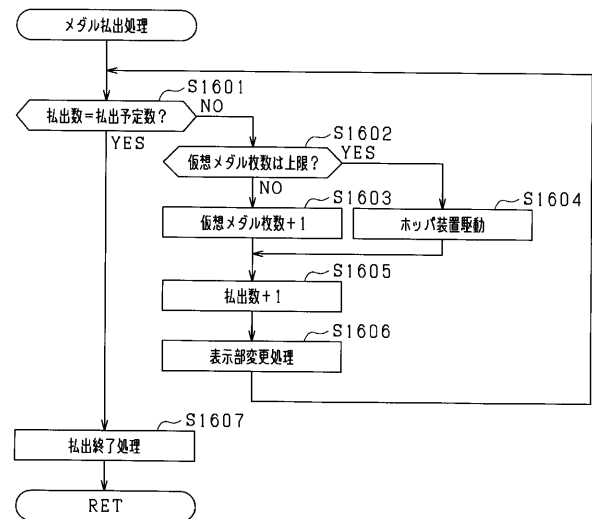 メダル払出処理
S1601
払出数=払出予定数?
NO
YES
S1602
仮想メダル枚数は上限?
YES
NO
S1603
仮想メダル枚数+1
S1604
ホッパ装置駆動
S1605
払出数+1
S1606
表示部変更処理
S1607
払出終了処理
RET